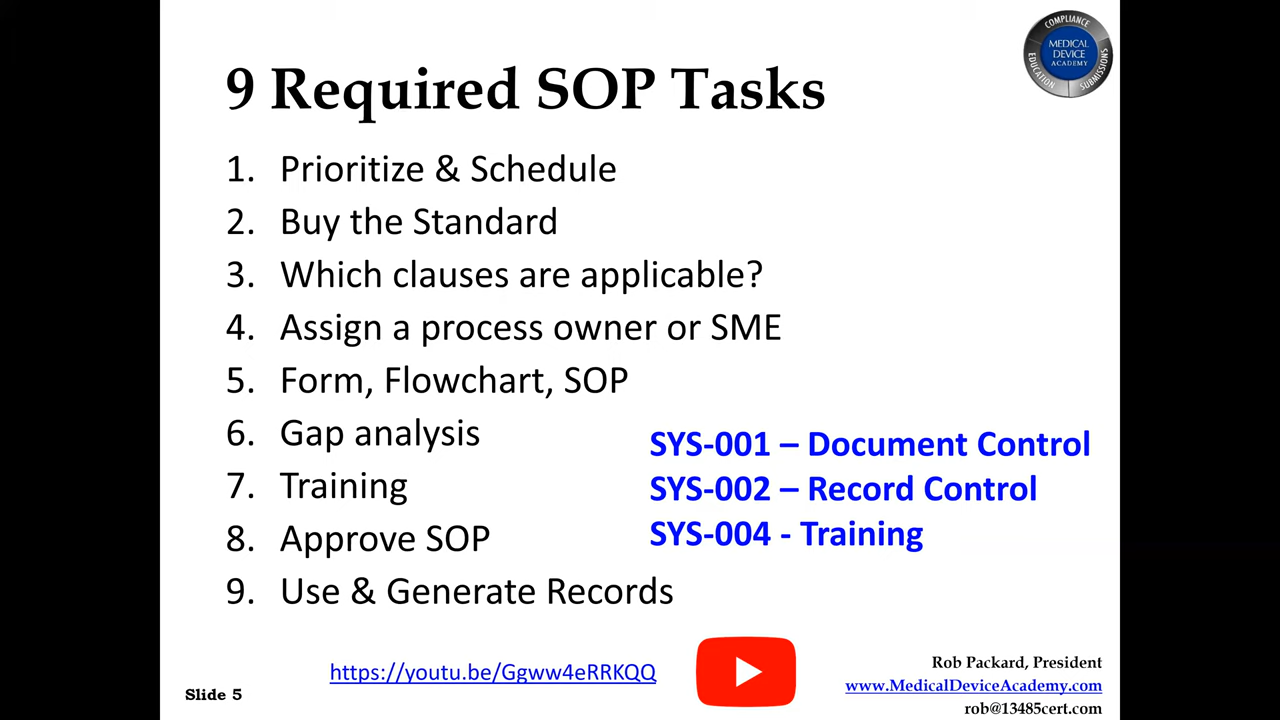 COMPLIANCE
EDUCATION
SUBMISSIONS
MEDICAL
DEVICE
ACADEMY
9 Required SOP Tasks
1. Prioritize & Schedule
2. Buy the Standard
3. Which clauses are applicable?
4. Assign a process owner or SME
5. Form, Flowchart, SOP
6. Gap analysis
7. Training
8. Approve SOP
9. Use & Generate Records
SYS-001 – Document Control
SYS-002 – Record Control
SYS-004 - Training
https://youtu.be/Ggww4eRRKQQ
Slide 5
Rob Packard, President
www.MedicalDeviceAcademy.com
rob@13485cert.com